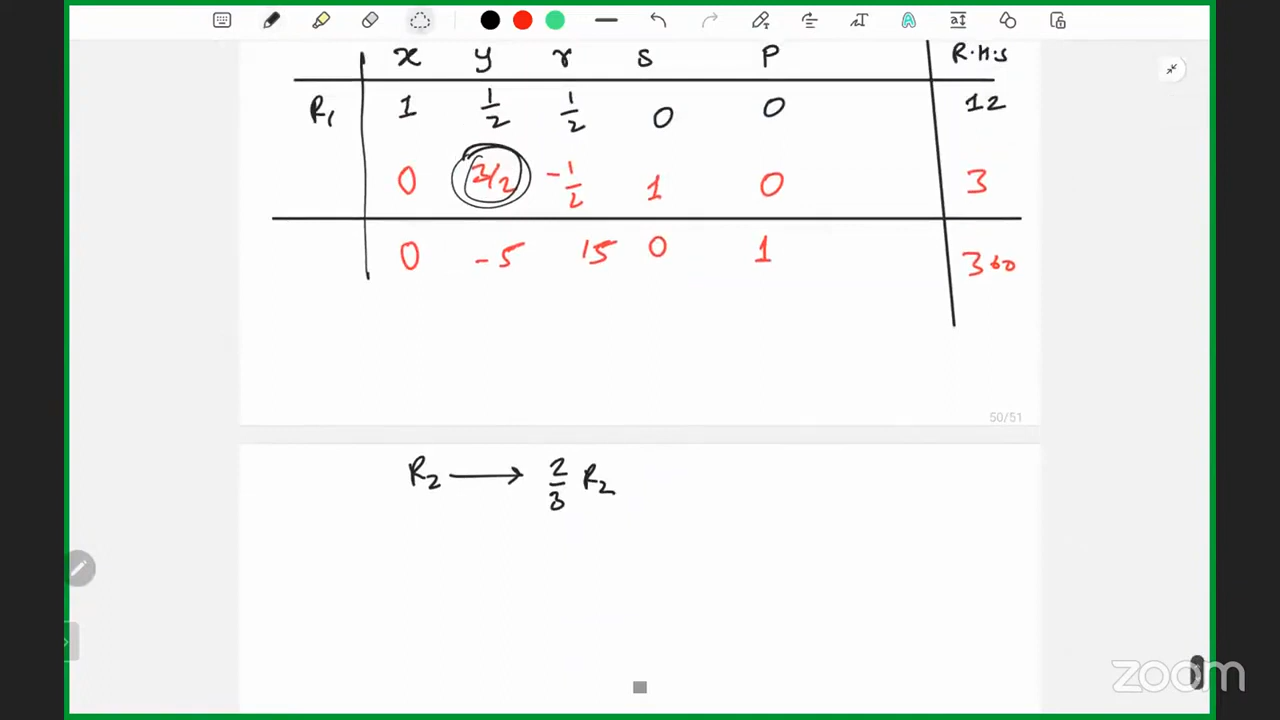 x y r s P R.H.S
R₁ 1 1/2 1/2 0 0 12
0 3/2 -1/2 1 0 3
0 -5 15 0 1 360
50/51
R₂ ⟶ 2/3 R₂
zoom